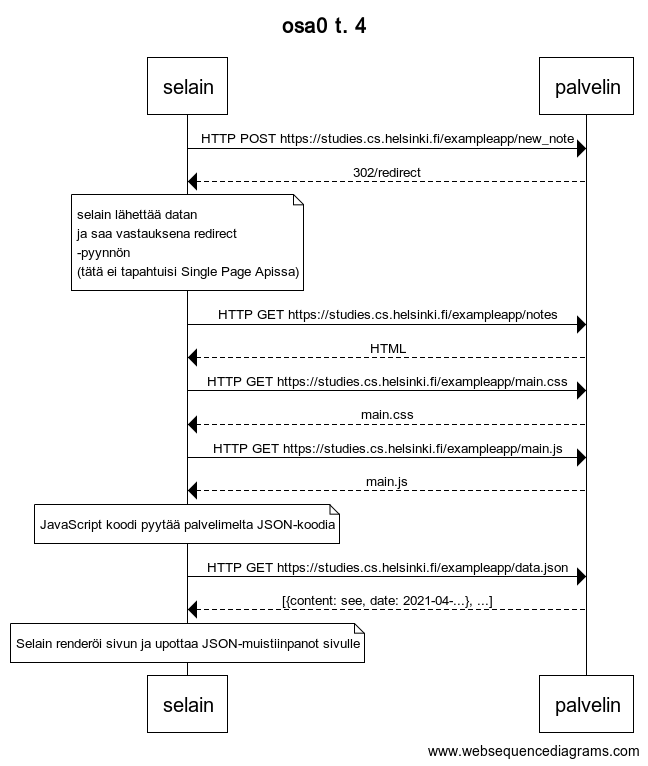 osa0 t. 4
selain
palvelin
HTTP POST https://studies.cs.helsinki.fi/exampleapp/new_note
302/redirect
selain lähettää datan
ja saa vastauksena redirect
-pyynnön
(tätä ei tapahtuisi Single Page Apissa)
HTTP GET https://studies.cs.helsinki.fi/exampleapp/notes
HTML
HTTP GET https://studies.cs.helsinki.fi/exampleapp/main.css
main.css
HTTP GET https://studies.cs.helsinki.fi/exampleapp/main.js
main.js
JavaScript koodi pyytää palvelimelta JSON-koodia
HTTP GET https://studies.cs.helsinki.fi/exampleapp/data.json
[{content: see, date: 2021-04-...}, ...]
Selain renderöi sivun ja upottaa JSON-muistiinpanot sivulle
selain
palvelin
www.websequencediagrams.com